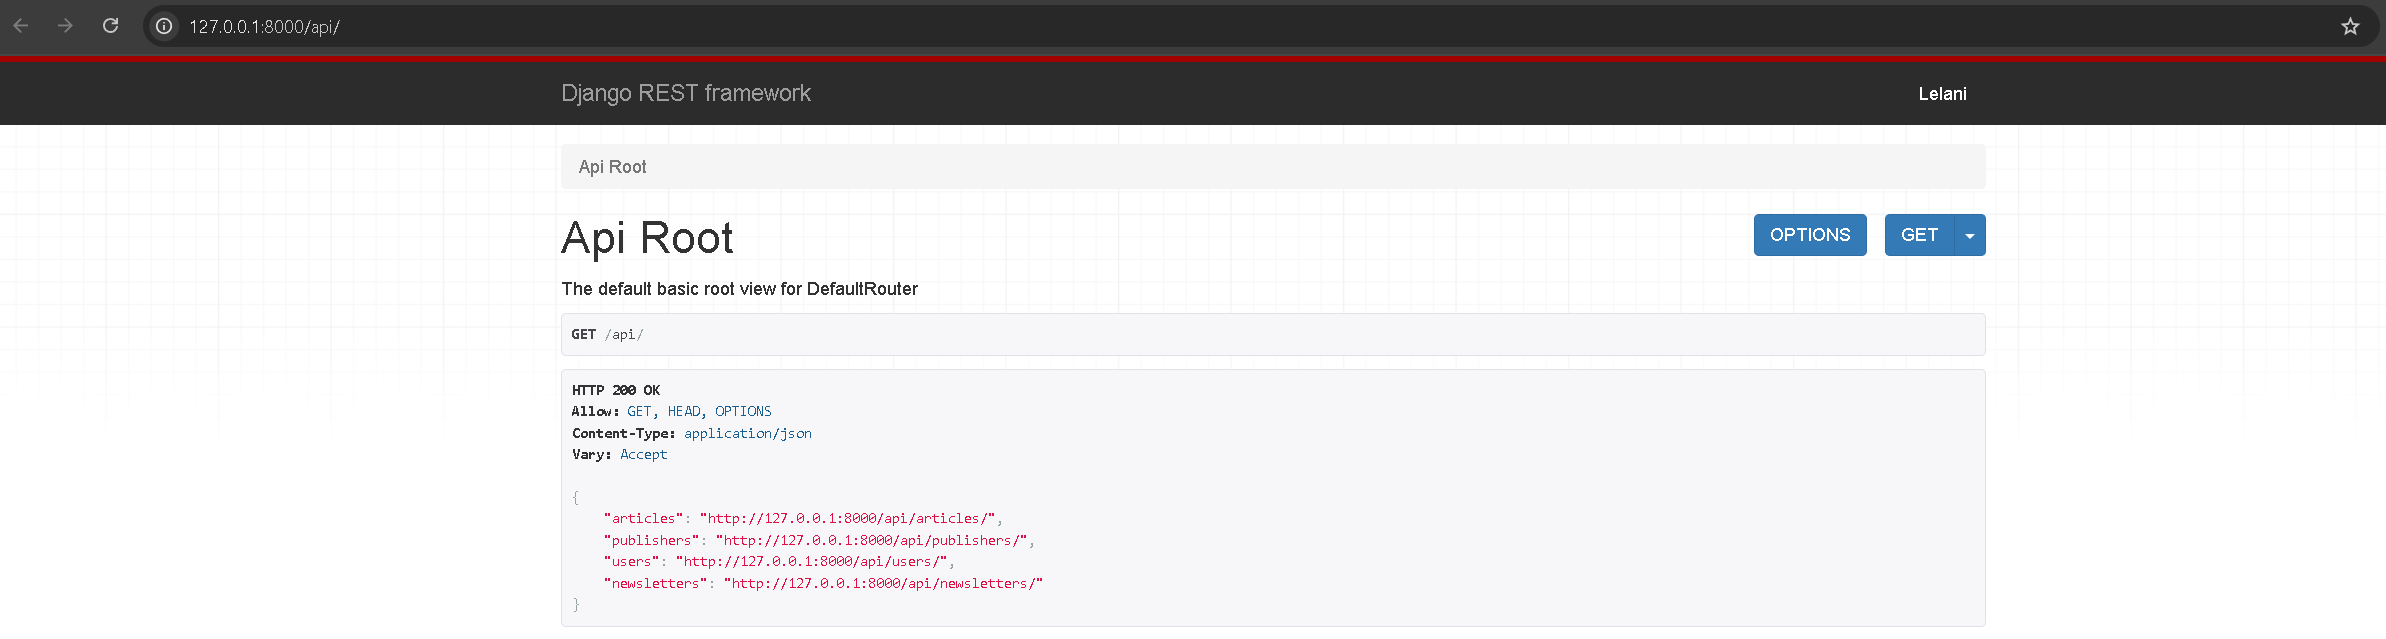 127.0.0.1:8000/api/
Django REST framework
Lelani
Api Root
Api Root
OPTIONS
GET
The default basic root view for DefaultRouter
GET /api/
HTTP 200 OK
Allow: GET, HEAD, OPTIONS
Content-Type: application/json
Vary: Accept
{
    "articles": "http://127.0.0.1:8000/api/articles/",
    "publishers": "http://127.0.0.1:8000/api/publishers/",
    "users": "http://127.0.0.1:8000/api/users/",
    "newsletters": "http://127.0.0.1:8000/api/newsletters/"
}